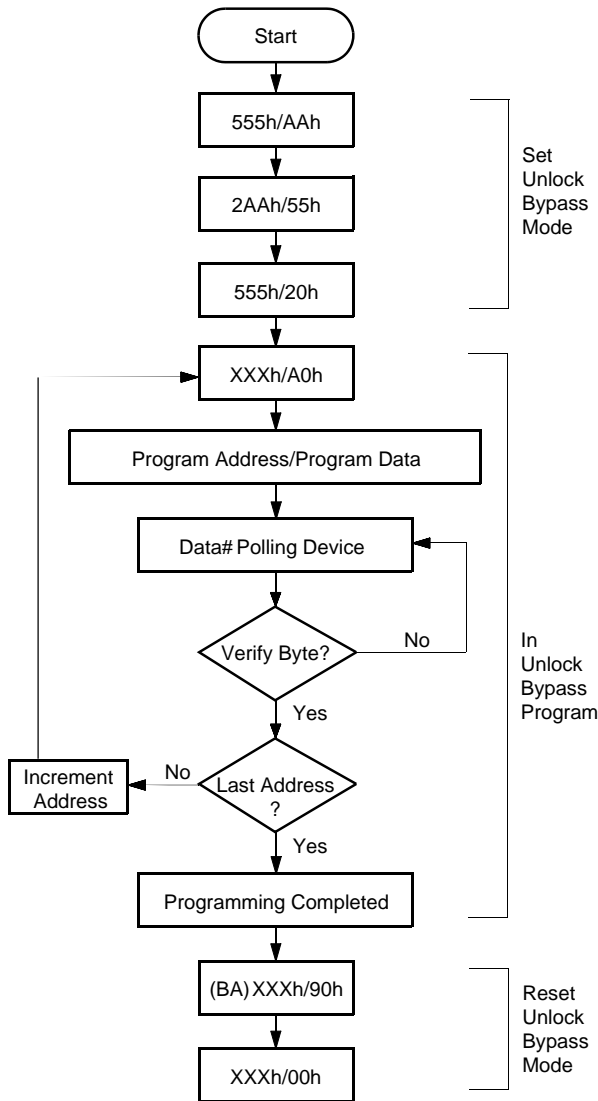 Start
555h/AAh
2AAh/55h
555h/20h
Set
Unlock
Bypass
Mode
XXXh/A0h
Program Address/Program Data
Data# Polling Device
Verify Byte?
No
Yes
In
Unlock
Bypass
Program
Increment
Address
No
Last Address
?
Yes
Programming Completed
(BA) XXXh/90h
XXXh/00h
Reset
Unlock
Bypass
Mode